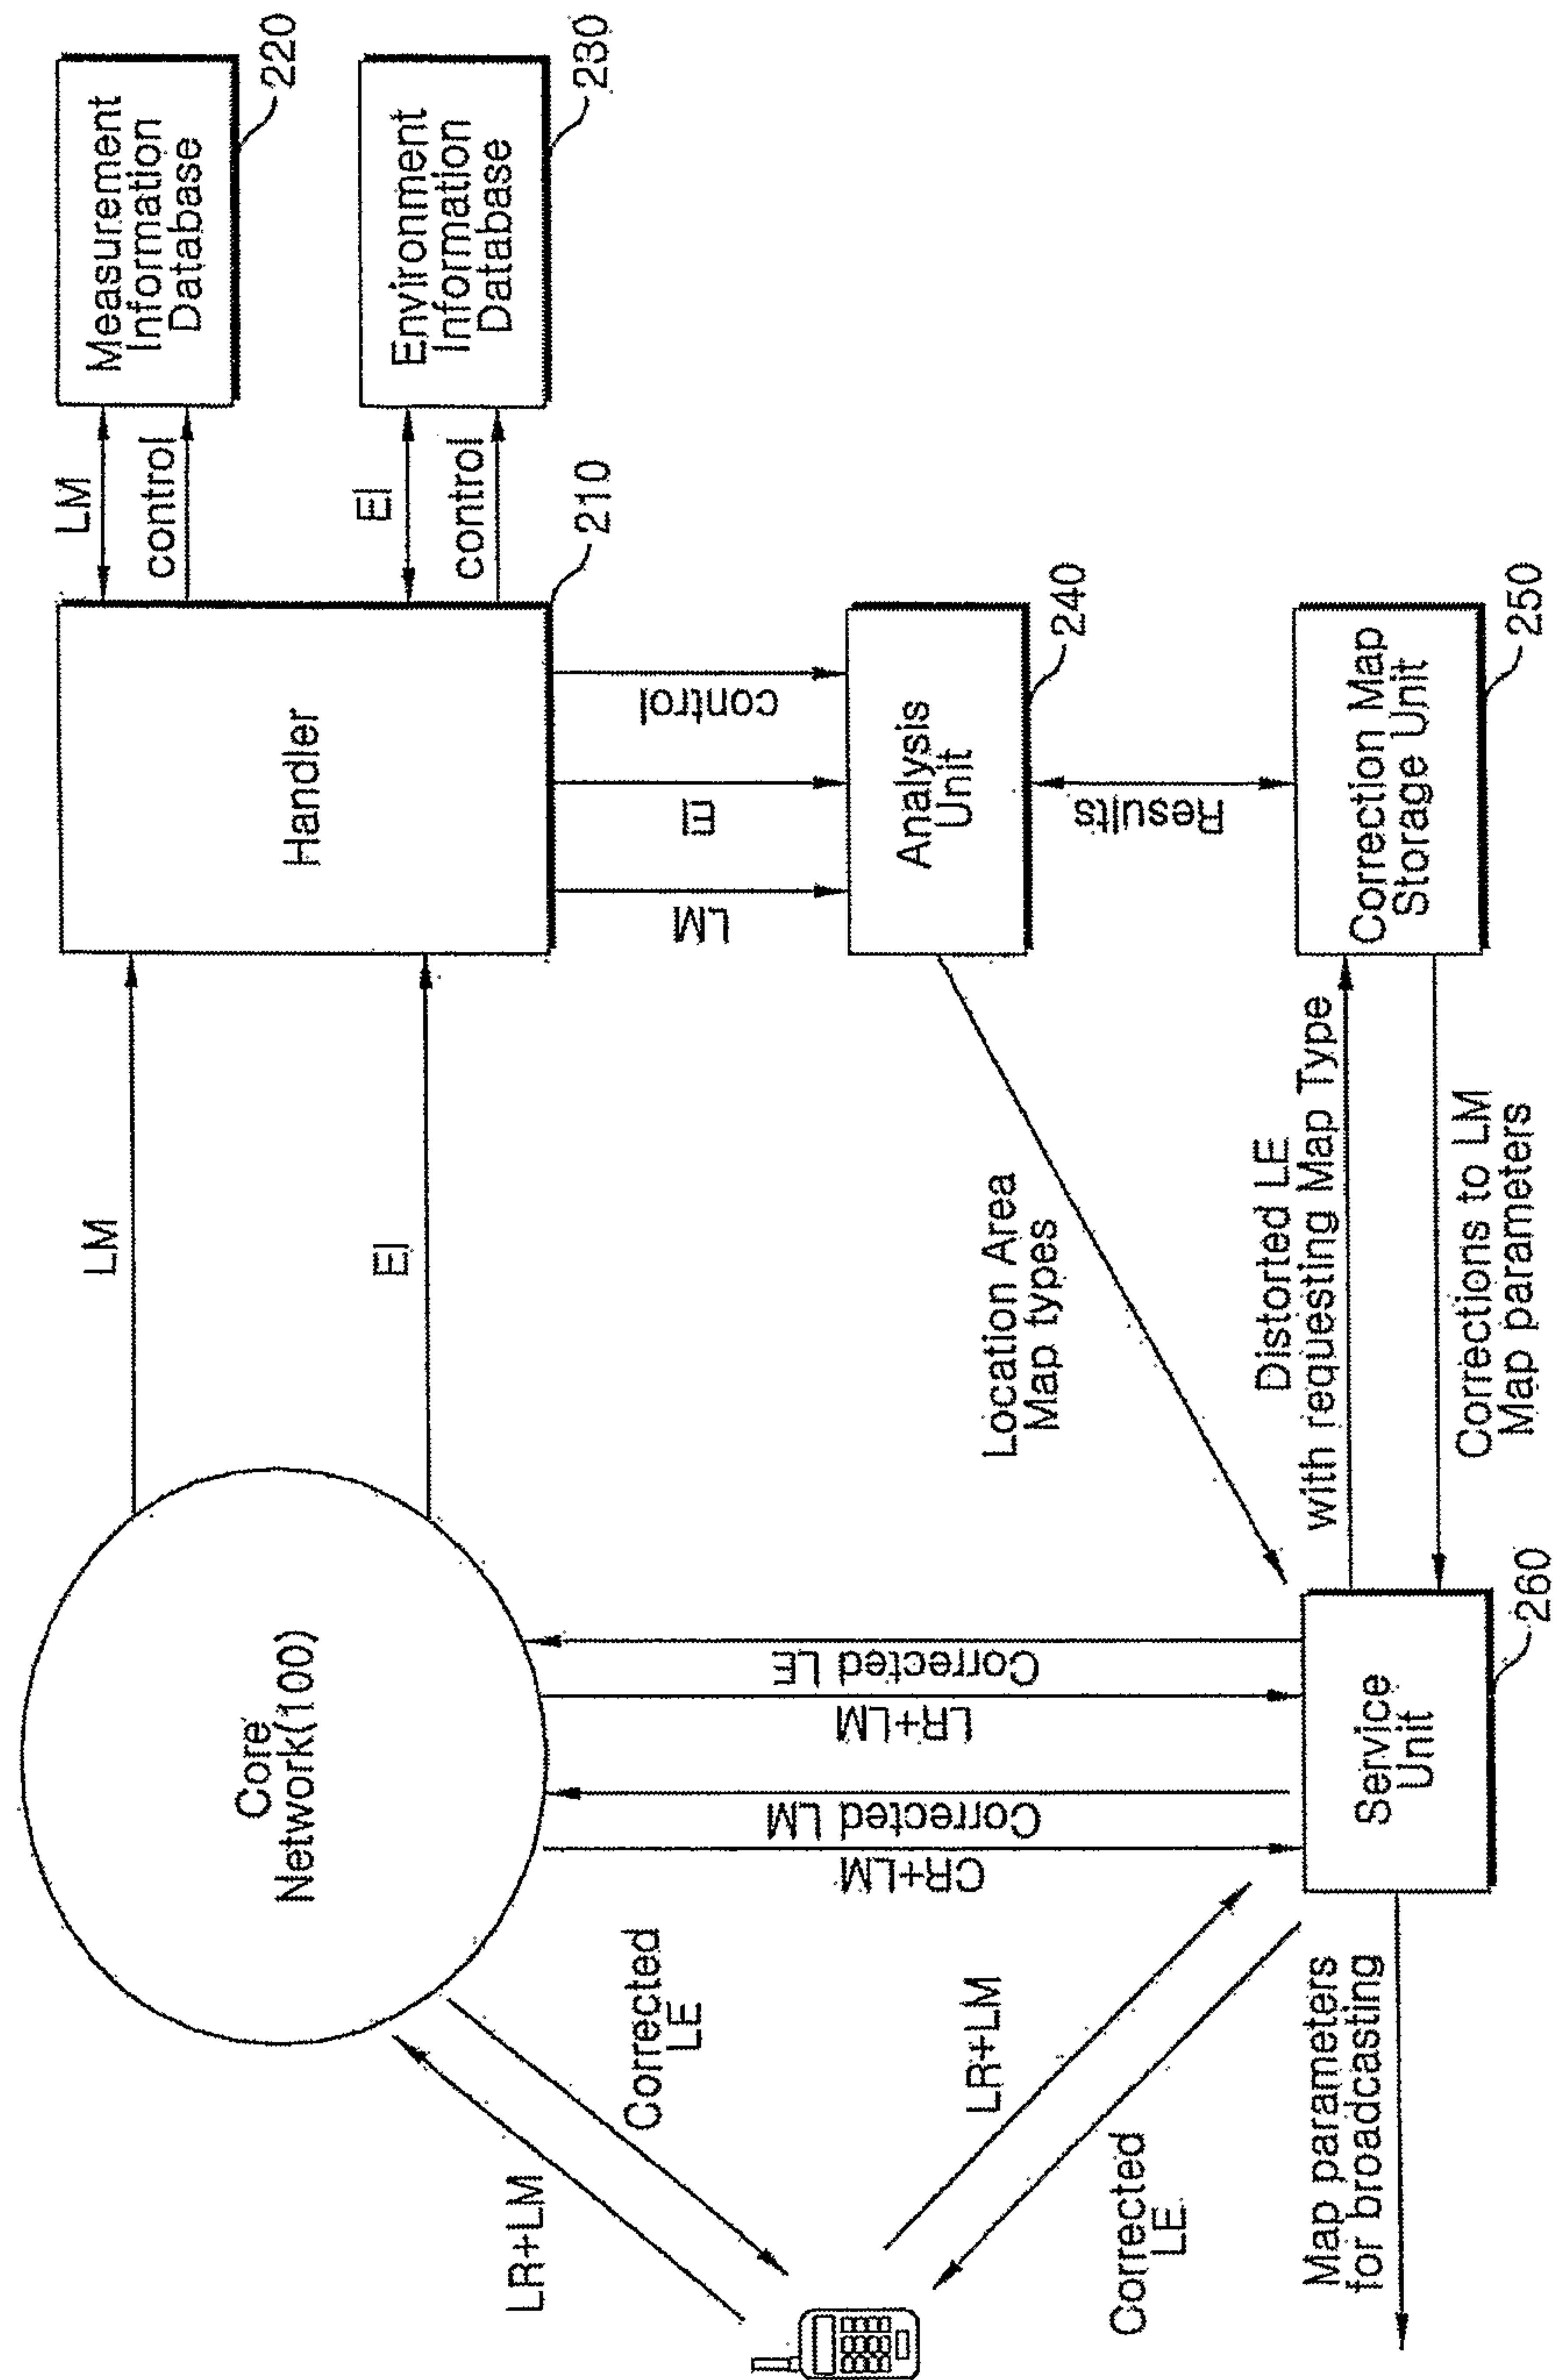 Core
Network(100)
LM
EI
Handler
210
LM
control
EI
control
Measurement
Information
Database
220
Environment
Information
Database
230
LR+LM
Corrected
LE
CR+LM
Corrected LM
LR+LM
Corrected LE
LM
EI
control
Location Area
Map types
Analysis
Unit
240
Results
LR+LM
Corrected
LE
Distorted LE
with requesting Map Type
Corrections to LM
Map parameters
Correction Map
Storage Unit
250
Service
Unit
260
Map parameters
for broadcasting